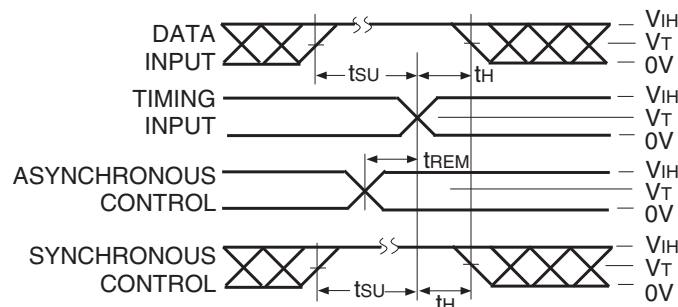 DATA
INPUT
tSU
tH
VIH
VT
0V
TIMING
INPUT
VIH
VT
0V
tREM
ASYNCHRONOUS
CONTROL
VIH
VT
0V
SYNCHRONOUS
CONTROL
tSU
tH
VIH
VT
0V